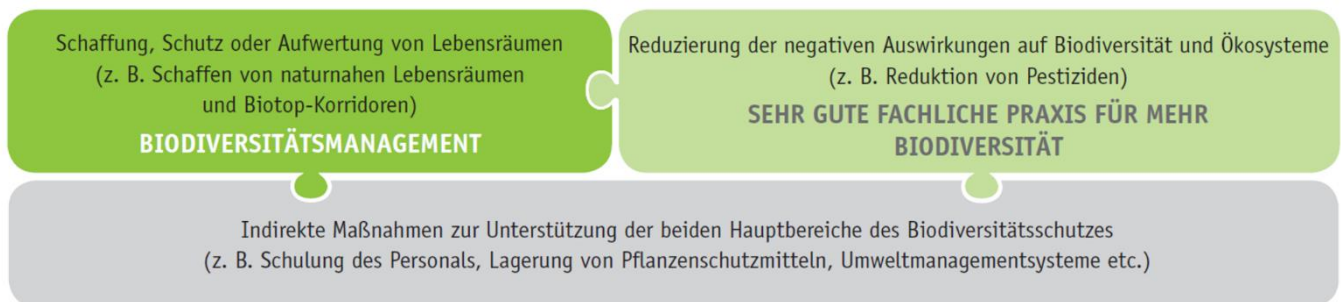 Schaffung, Schutz oder Aufwertung von Lebensräumen
(z. B. Schaffen von naturnahen Lebensräumen
und Biotop-Korridoren)
BIODIVERSITÄTSMANAGEMENT
Reduzierung der negativen Auswirkungen auf Biodiversität und Ökosysteme
(z. B. Reduktion von Pestiziden)
SEHR GUTE FACHLICHE PRAXIS FÜR MEHR
BIODIVERSITÄT
Indirekte Maßnahmen zur Unterstützung der beiden Hauptbereiche des Biodiversitätsschutzes
(z. B. Schulung des Personals, Lagerung von Pflanzenschutzmitteln, Umweltmanagementsysteme etc.)